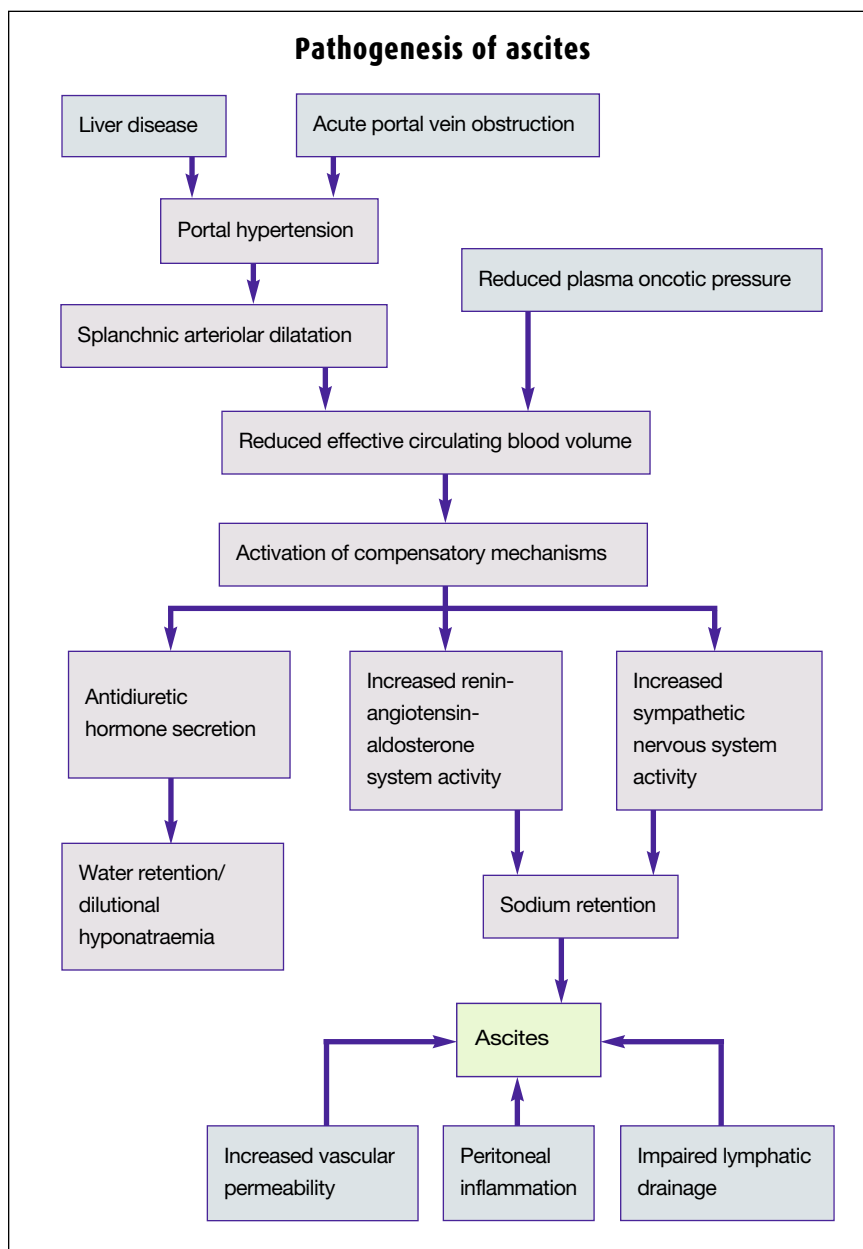 Pathogenesis of ascites
Liver disease
Acute portal vein obstruction
Portal hypertension
Reduced plasma oncotic pressure
Splanchnic arteriolar dilatation
Reduced effective circulating blood volume
Activation of compensatory mechanisms
Antidiuretic
hormone secretion
Increased renin-
angiotensin-
aldosterone
system activity
Increased
sympathetic
nervous system
activity
Water retention/
dilutional
hyponatraemia
Sodium retention
Ascites
Increased vascular
permeability
Peritoneal
inflammation
Impaired lymphatic
drainage